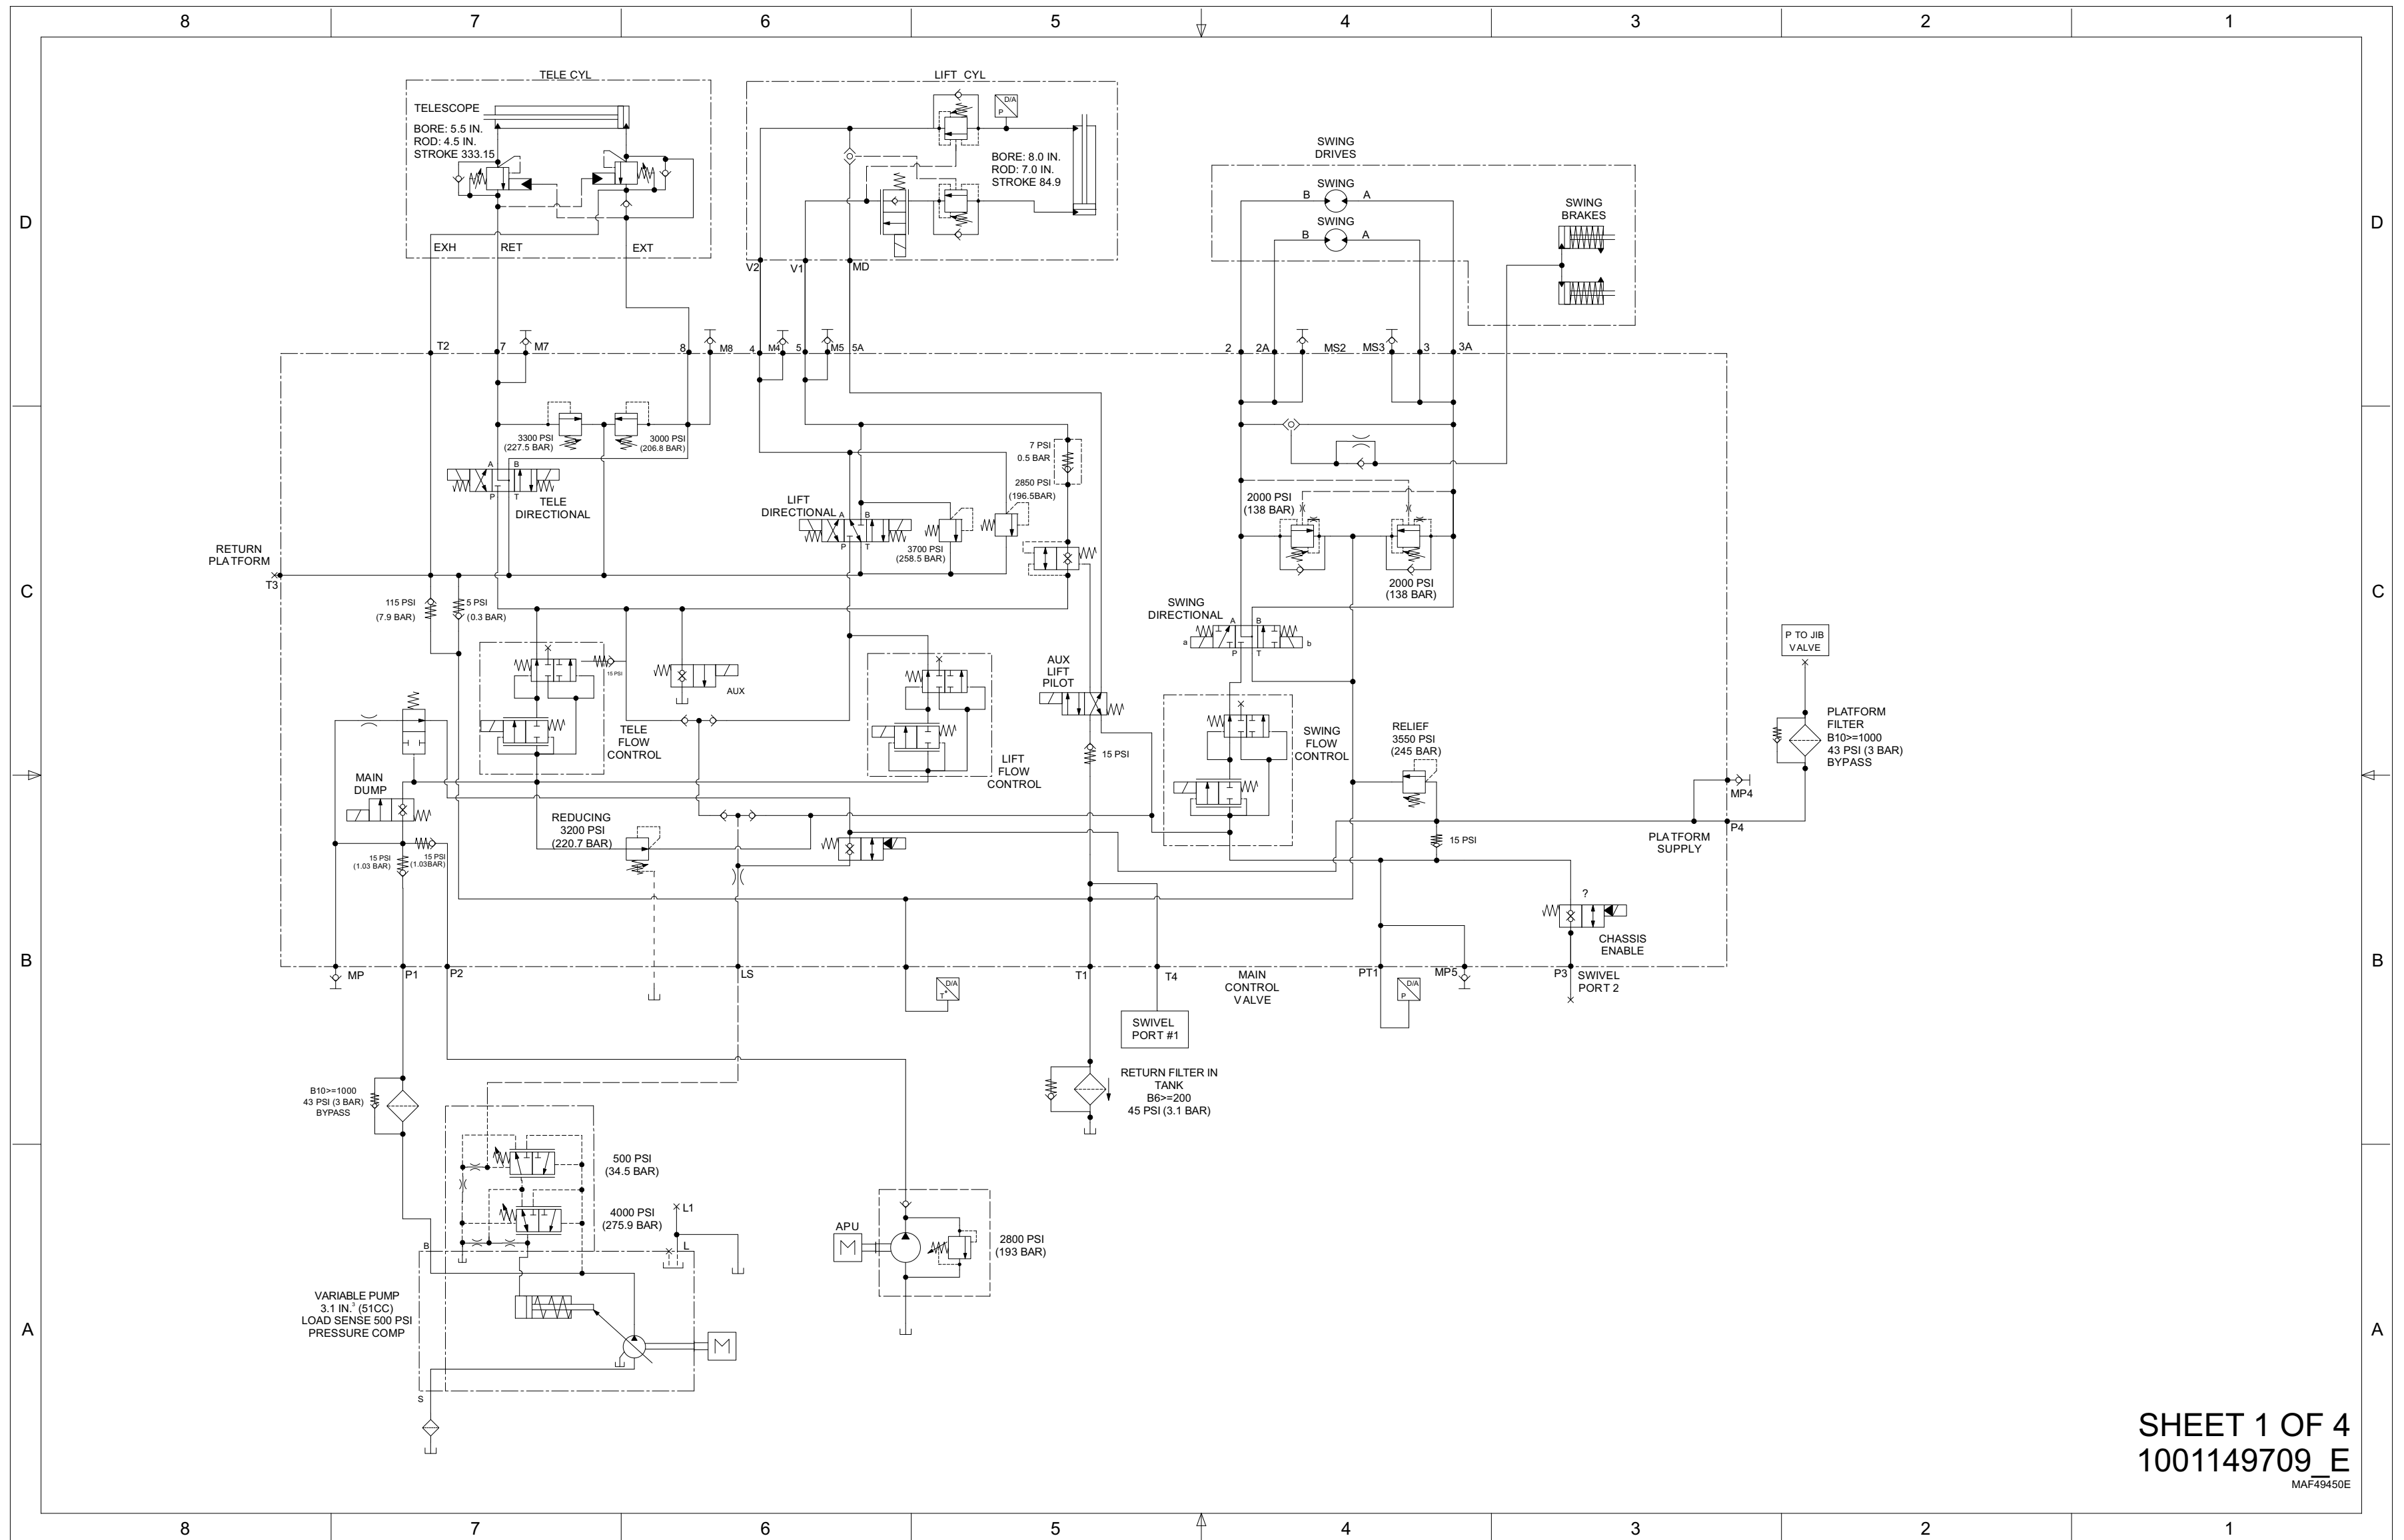 8 7 6 5 4 3 2 1
D
C
B
A
D
C
B
A
TELE CYL
TELESCOPE
BORE: 5.5 IN.
ROD: 4.5 IN.
STROKE 333.15
EXH
RET
EXT
LIFT CYL
D/A
P
BORE: 8.0 IN.
ROD: 7.0 IN.
STROKE 84.9
V2
V1
MD
SWING
DRIVES
SWING
B A
SWING
B A
SWING
BRAKES
T2
7
M7
8
M8
4
M4
5
M5
5A
2
2A
MS2
MS3
3
3A
3300 PSI
(227.5 BAR)
3000 PSI
(206.8 BAR)
A B
P T
TELE
DIRECTIONAL
7 PSI
0.5 BAR
2850 PSI
(196.5BAR)
LIFT
DIRECTIONAL
A B
P T
3700 PSI
(258.5 BAR)
2000 PSI
(138 BAR)
2000 PSI
(138 BAR)
RETURN
PLATFORM
T3
115 PSI
(7.9 BAR)
5 PSI
(0.3 BAR)
SWING
DIRECTIONAL
A B
a b
P T
P TO JIB
VALVE
15 PSI
AUX
AUX
LIFT
PILOT
TELE
FLOW
CONTROL
LIFT
FLOW
CONTROL
15 PSI
SWING
FLOW
CONTROL
RELIEF
3550 PSI
(245 BAR)
PLATFORM
FILTER
B10>=1000
43 PSI (3 BAR)
BYPASS
MAIN
DUMP
MP4
REDUCING
3200 PSI
(220.7 BAR)
15 PSI
PLATFORM
SUPPLY
P4
15 PSI
(1.03 BAR)
15 PSI
(1.03BAR)
?
CHASSIS
ENABLE
MP
P1
P2
LS
T1
T4
MAIN
CONTROL
VALVE
PT1
MP5
P3
SWIVEL
PORT 2
D/A
T°
D/A
P
SWIVEL
PORT #1
B10>=1000
43 PSI (3 BAR)
BYPASS
RETURN FILTER IN
TANK
B6>=200
45 PSI (3.1 BAR)
500 PSI
(34.5 BAR)
4000 PSI
(275.9 BAR)
L1
L
B
APU
M
2800 PSI
(193 BAR)
VARIABLE PUMP
3.1 IN.³ (51CC)
LOAD SENSE 500 PSI
PRESSURE COMP
M
S
SHEET 1 OF 4
1001149709_E
MAF49450E
8 7 6 5 4 3 2 1